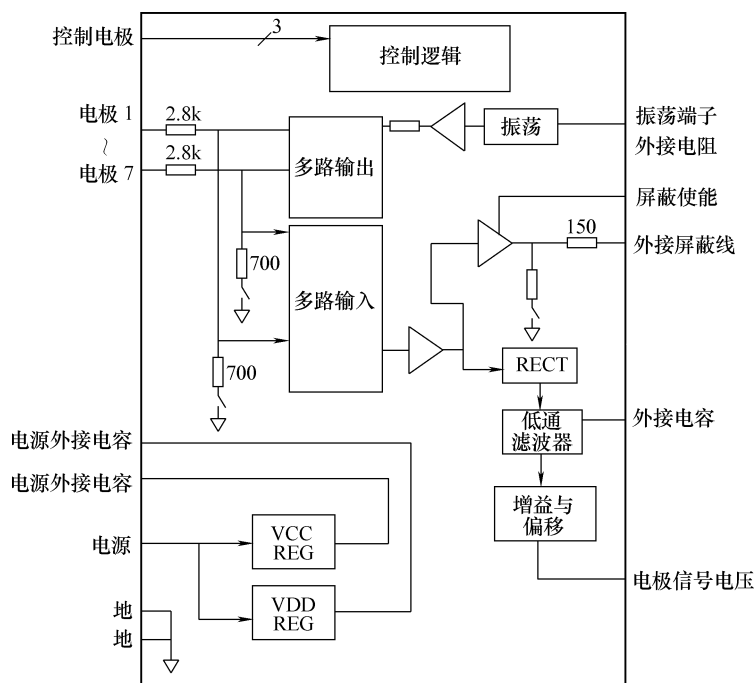 控制电极
3
控制逻辑
电极 1
～
电极 7
2.8k
2.8k
多路输出
振荡
振荡端子
外接电阻
屏蔽使能
150
外接屏蔽线
700
多路输入
700
RECT
低通
滤波器
外接电容
增益与
偏移
电极信号电压
电源外接电容
电源外接电容
电源
VCC
REG
VDD
REG
地
地